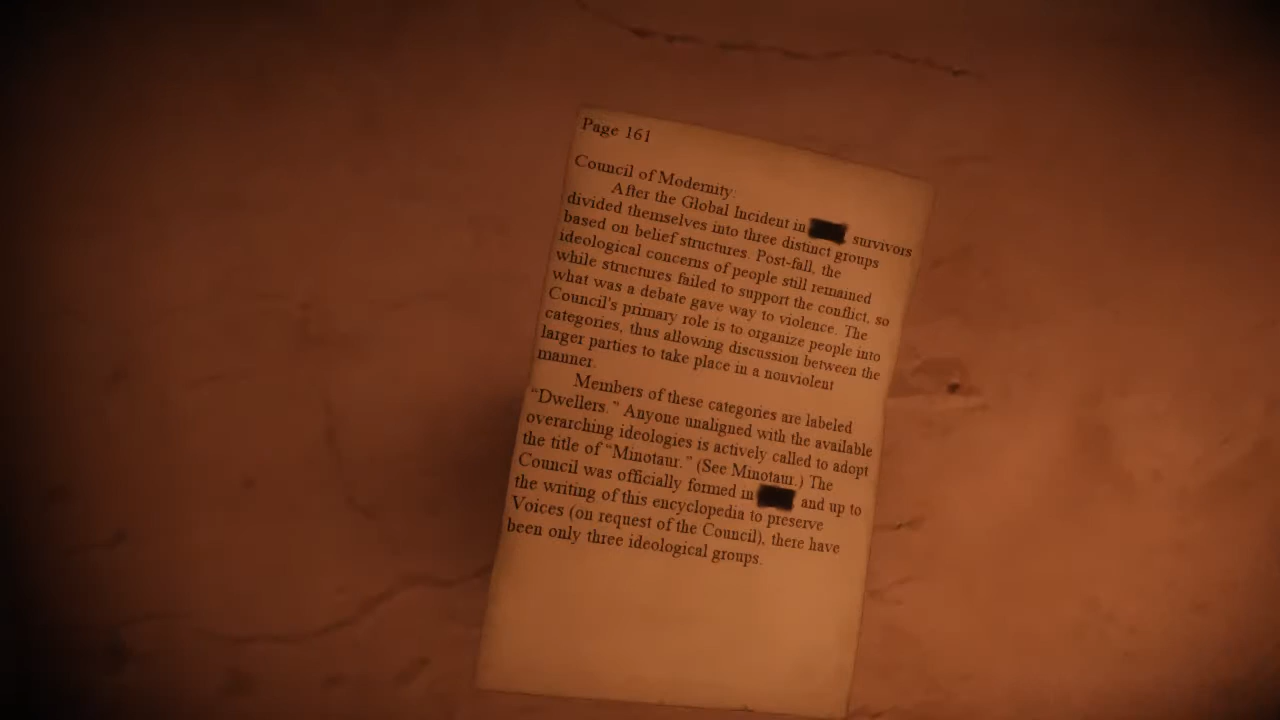 Page 161
Council of Modernity:
After the Global Incident in survivors
divided themselves into three distinct groups
based on belief structures. Post-fall, the
ideological concerns of people still remained
while structures failed to support the conflict, so
what was a debate gave way to violence. The
Council's primary role is to organize people into
categories, thus allowing discussion between the
larger parties to take place in a nonviolent
manner.
Members of these categories are labeled
“Dwellers.” Anyone unaligned with the available
overarching ideologies is actively called to adopt
the title of “Minotaur.” (See Minotaur.) The
Council was officially formed in and up to
the writing of this encyclopedia to preserve
Voices (on request of the Council), there have
been only three ideological groups.